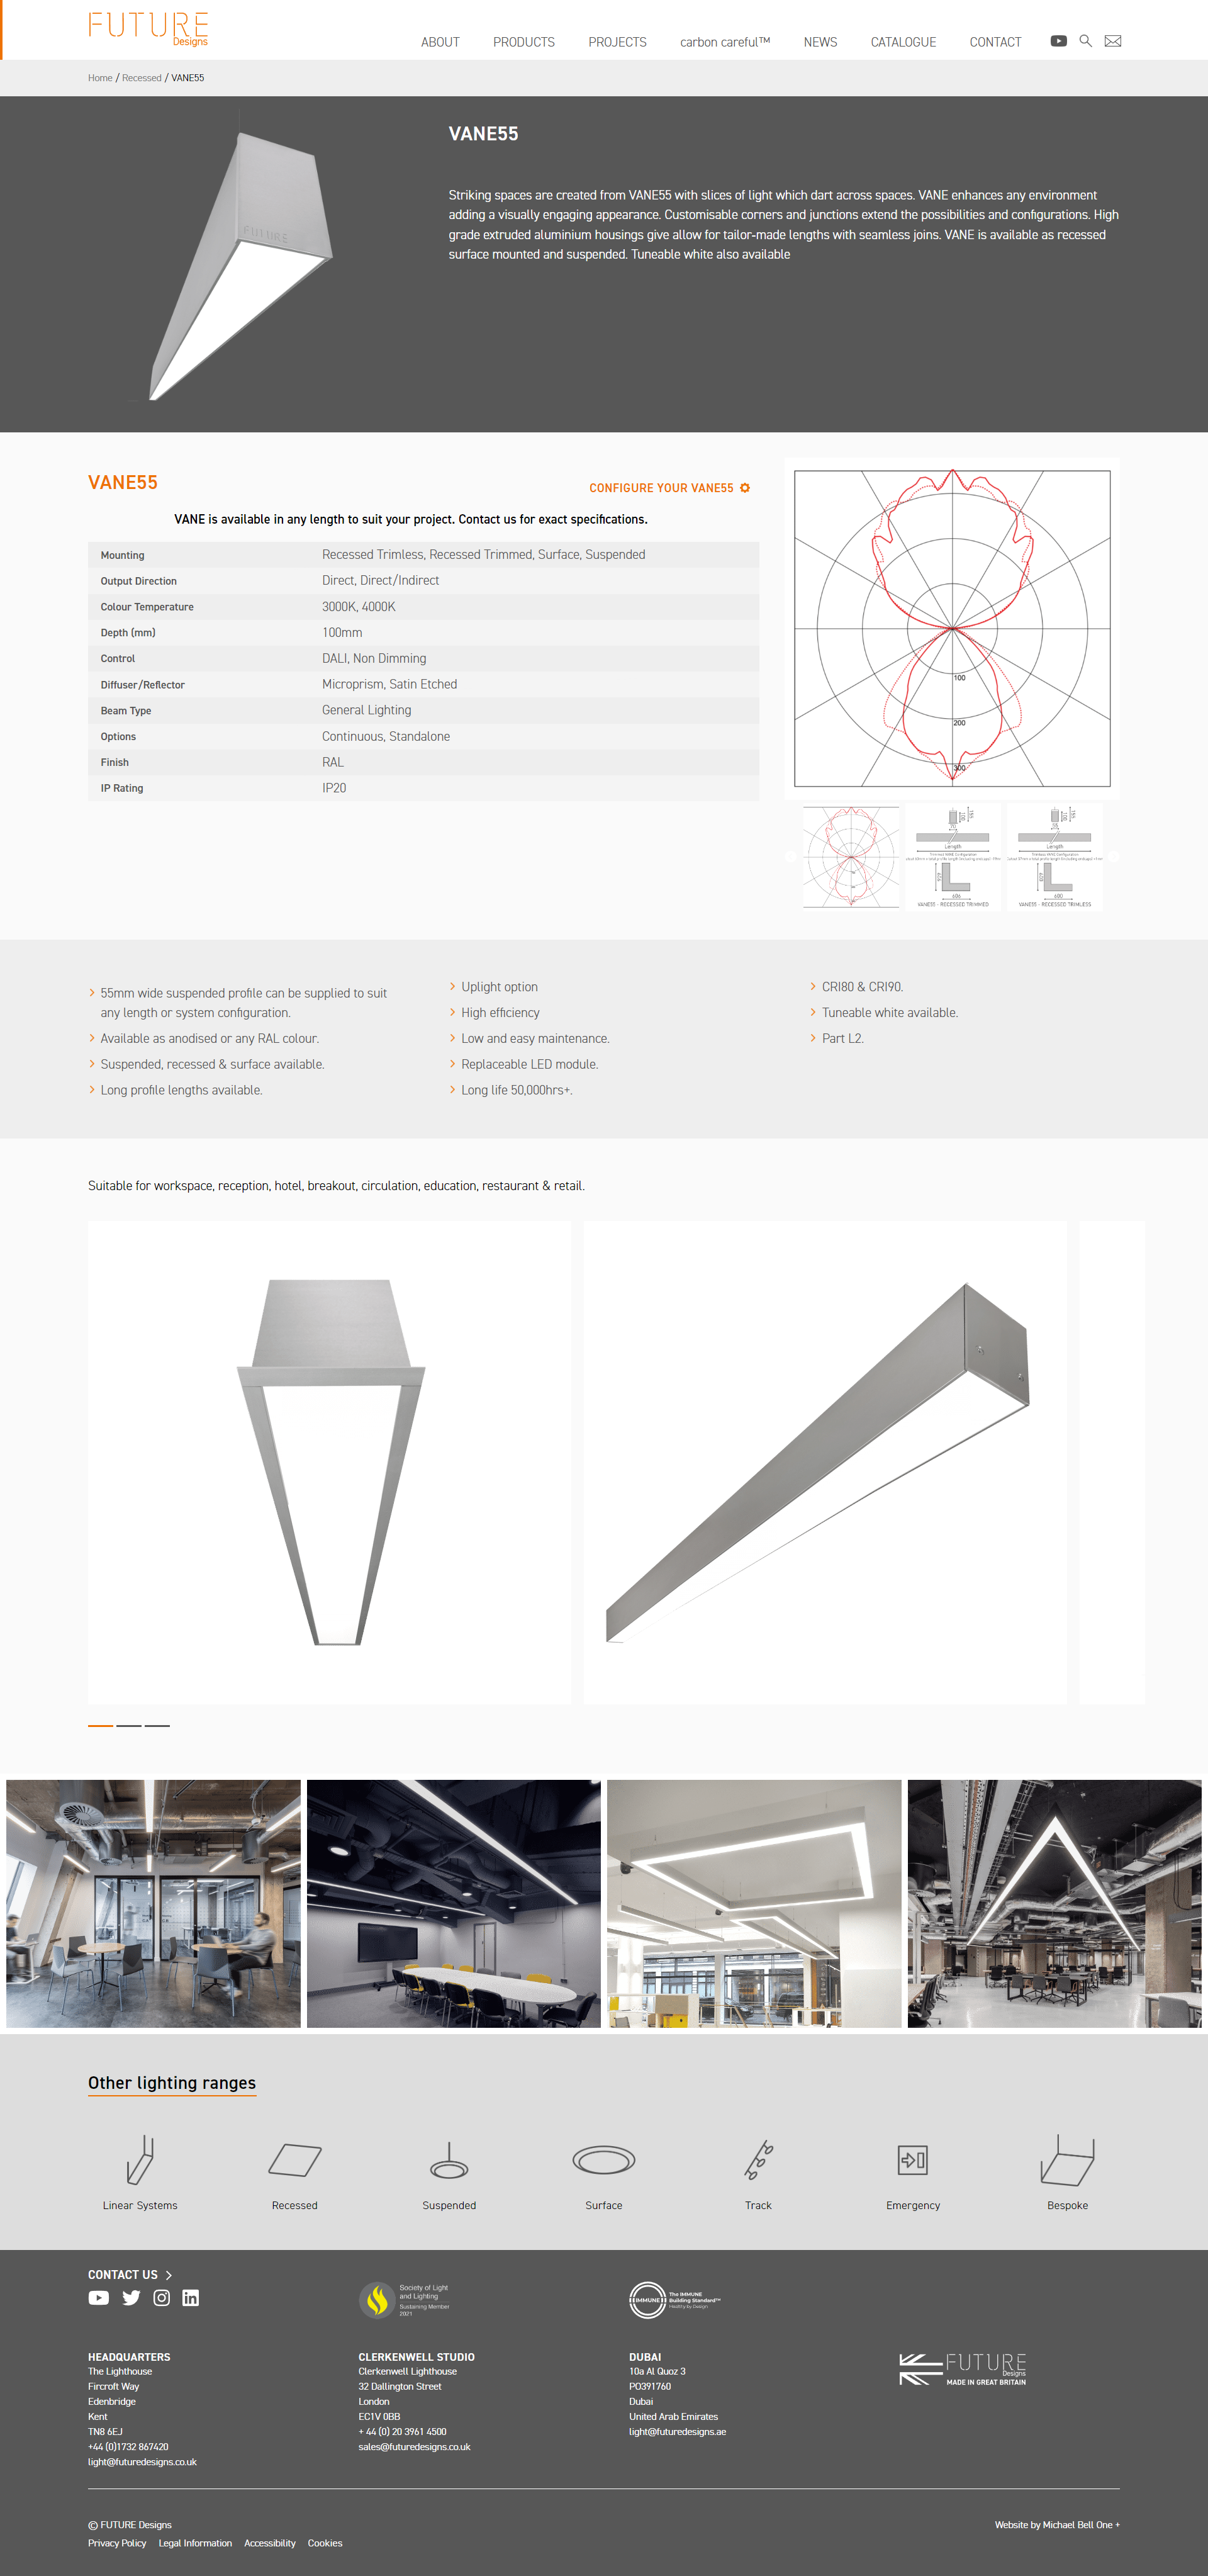 FUTURE
Designs
ABOUT PRODUCTS PROJECTS carbon careful™ NEWS CATALOGUE CONTACT
Home / Recessed / VANE55
FUTURE
VANE55
Striking spaces are created from VANE55 with slices of light which dart across spaces. VANE enhances any environment
adding a visually engaging appearance. Customisable corners and junctions extend the possibilities and configurations. High
grade extruded aluminium housings give allow for tailor-made lengths with seamless joins. VANE is available as recessed
surface mounted and suspended. Tuneable white also available
VANE55
CONFIGURE YOUR VANE55
VANE is available in any length to suit your project. Contact us for exact specifications.
Mounting Recessed Trimless, Recessed Trimmed, Surface, Suspended
Output Direction Direct, Direct/Indirect
Colour Temperature 3000K, 4000K
Depth (mm) 100mm
Control DALI, Non Dimming
Diffuser/Reflector Microprism, Satin Etched
Beam Type General Lighting
Options Continuous, Standalone
Finish RAL
IP Rating IP20
100
200
300
Length
606
VANE55 - RECESSED TRIMMED
Length
600
VANE55 - RECESSED TRIMLESS
55mm wide suspended profile can be supplied to suit
any length or system configuration.
Available as anodised or any RAL colour.
Suspended, recessed & surface available.
Long profile lengths available.
Uplight option
High efficiency
Low and easy maintenance.
Replaceable LED module.
Long life 50,000hrs+.
CRI80 & CRI90.
Tuneable white available.
Part L2.
Suitable for workspace, reception, hotel, breakout, circulation, education, restaurant & retail.
Other lighting ranges
Linear Systems Recessed Suspended Surface Track Emergency Bespoke
CONTACT US
Society of Light
and Lighting
Sustaining Member
2021
IMMUNE
The IMMUNE
Building Standard™
Healthy by Design
HEADQUARTERS
The Lighthouse
Fircroft Way
Edenbridge
Kent
TN8 6EJ
+44 (0)1732 867420
light@futuredesigns.co.uk
CLERKENWELL STUDIO
Clerkenwell Lighthouse
32 Dallington Street
London
EC1V 0BB
+ 44 (0) 20 3961 4500
sales@futuredesigns.co.uk
DUBAI
10a Al Quoz 3
PO391760
Dubai
United Arab Emirates
light@futuredesigns.ae
FUTURE
Designs
MADE IN GREAT BRITAIN
© FUTURE Designs
Website by Michael Bell One +
Privacy Policy Legal Information Accessibility Cookies